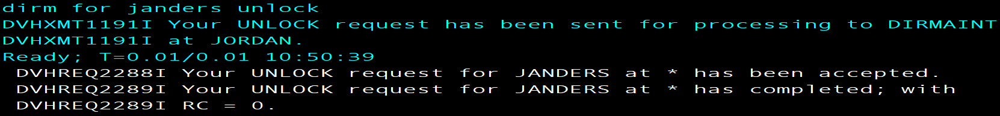 dirm for janders unlock
DVHXMT1191I Your UNLOCK request has been sent for processing to DIRMAINT
DVHXMT1191I at JORDAN.
Ready; T=0.01/0.01 10:50:39
DVHREQ2288I Your UNLOCK request for JANDERS at * has been accepted.
DVHREQ2289I Your UNLOCK request for JANDERS at * has completed; with
DVHREQ2289I RC = 0.